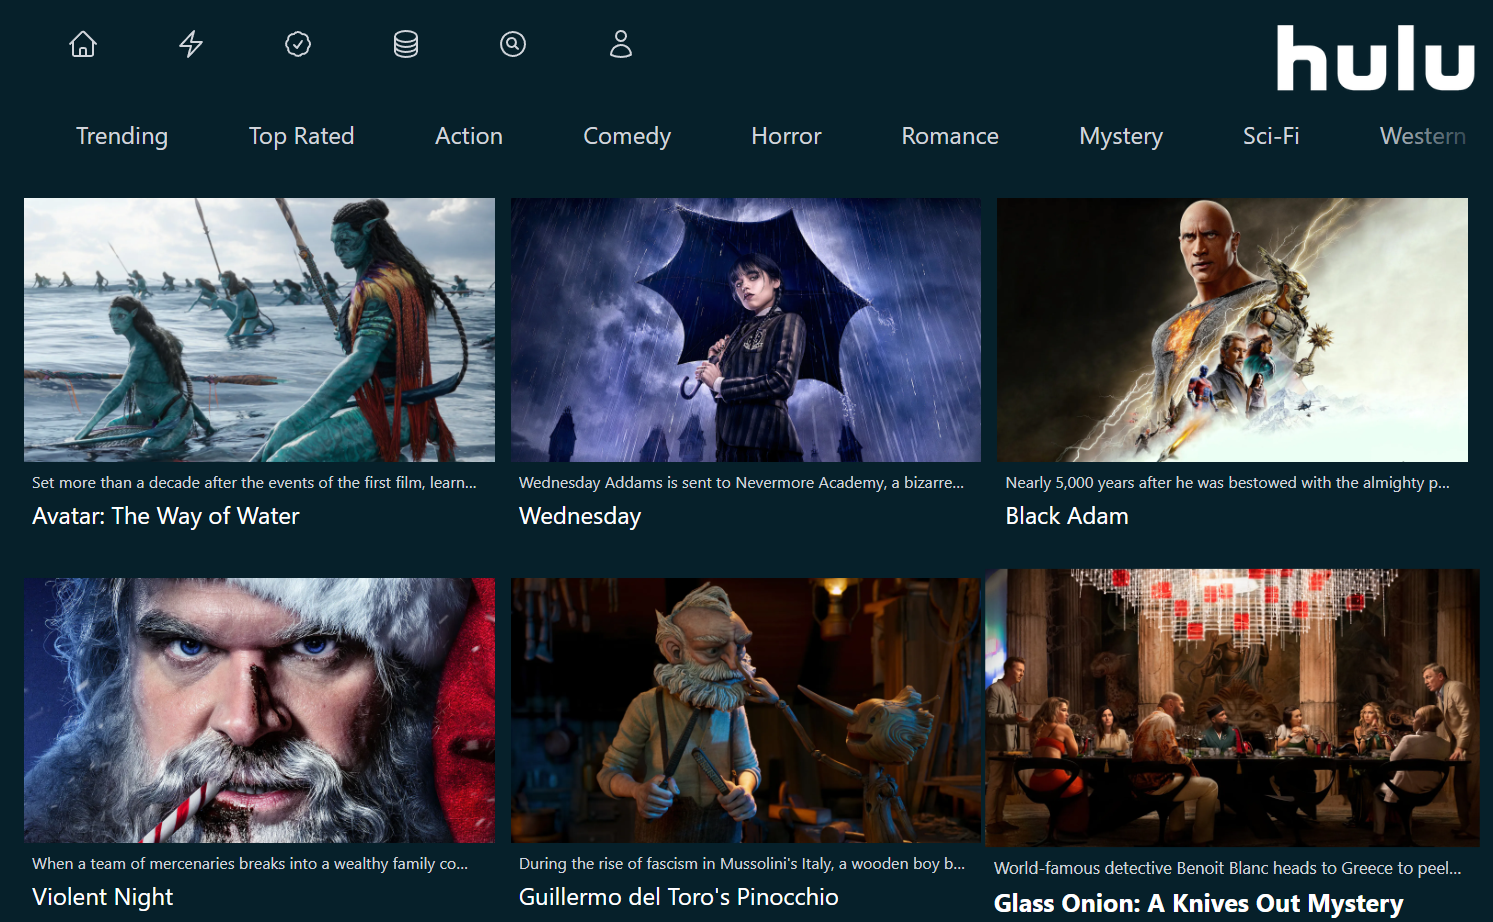 hulu
Trending Top Rated Action Comedy Horror Romance Mystery Sci-Fi Western
Set more than a decade after the events of the first film, learn...
Avatar: The Way of Water
Wednesday Addams is sent to Nevermore Academy, a bizarre...
Wednesday
Nearly 5,000 years after he was bestowed with the almighty p...
Black Adam
When a team of mercenaries breaks into a wealthy family co...
Violent Night
During the rise of fascism in Mussolini's Italy, a wooden boy b...
Guillermo del Toro's Pinocchio
World-famous detective Benoit Blanc heads to Greece to peel...
Glass Onion: A Knives Out Mystery